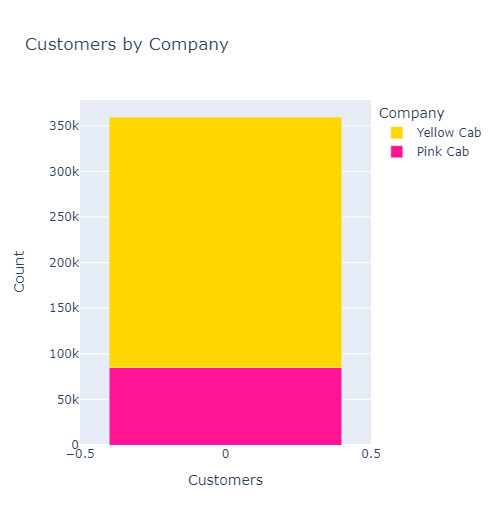 Customers by Company
Company
Yellow Cab
Pink Cab
350k
300k
250k
200k
150k
100k
50k
0
Count
−0.5
0
0.5
Customers